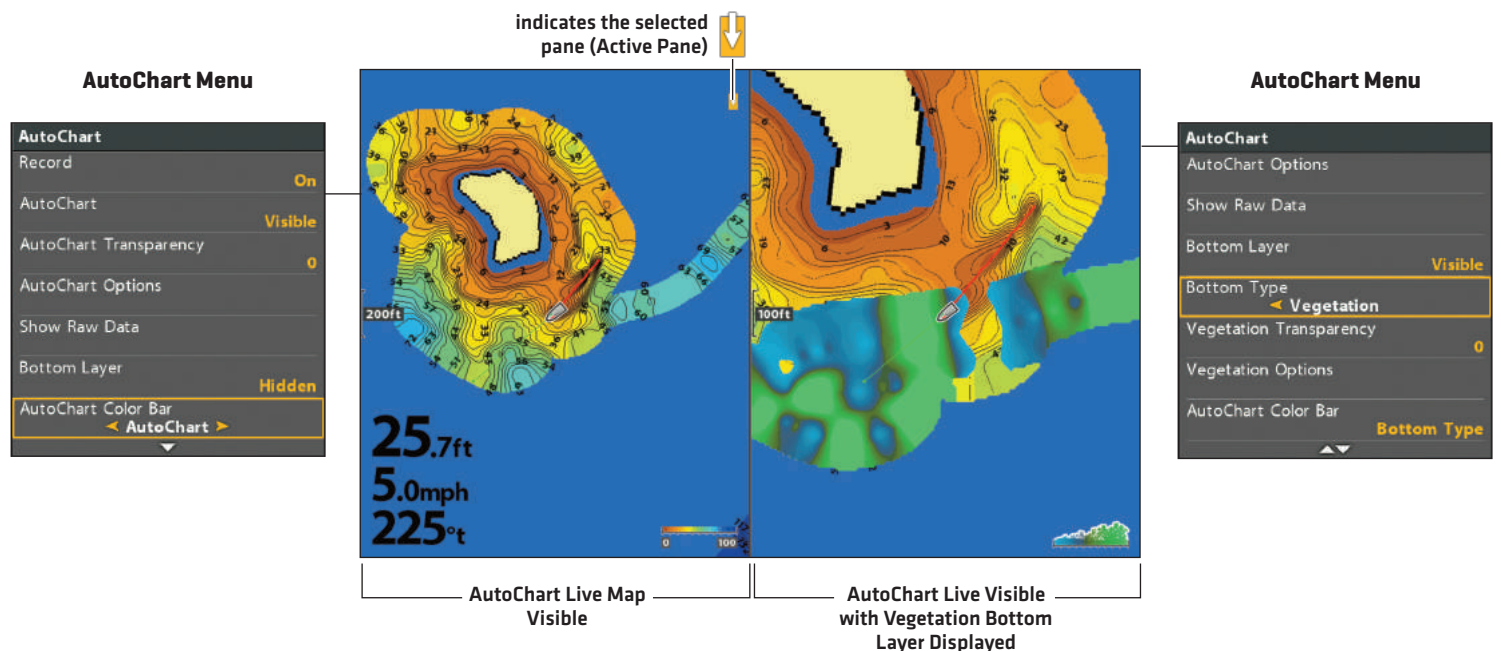 indicates the selected
pane (Active Pane)
AutoChart Menu
AutoChart
Record
On
AutoChart
Visible
AutoChart Transparency
0
AutoChart Options
Show Raw Data
Bottom Layer
Hidden
AutoChart Color Bar
AutoChart
200ft
25.7ft
5.0mph
225°t
0 100
100ft
AutoChart Live Map
Visible
AutoChart Live Visible
with Vegetation Bottom
Layer Displayed
AutoChart Menu
AutoChart
AutoChart Options
Show Raw Data
Bottom Layer
Visible
Bottom Type
Vegetation
Vegetation Transparency
0
Vegetation Options
AutoChart Color Bar
Bottom Type